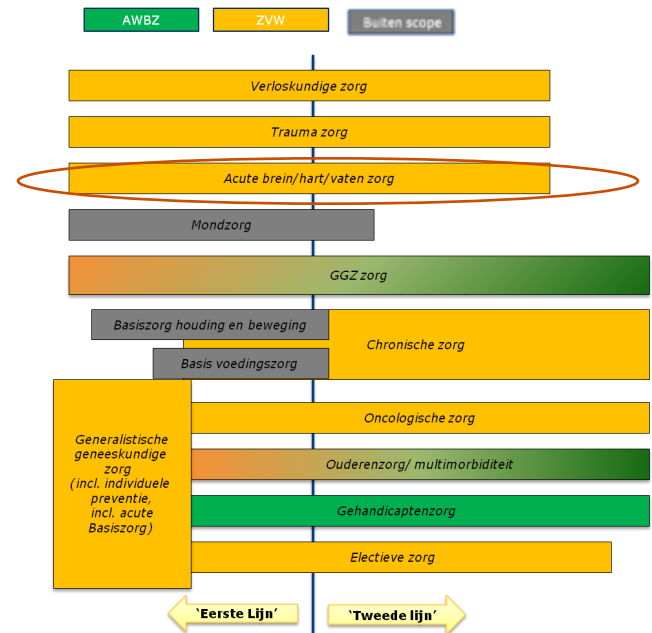 AWBZ ZVW Buiten scope
Verloskundige zorg
Trauma zorg
Acute brein/hart/vaten zorg
Mondzorg
GGZ zorg
Basiszorg houding en beweging
Chronische zorg
Basis voedingszorg
Generalistische
geneeskundige
zorg
(incl. individuele
preventie,
incl. acute
Basiszorg)
Oncologische zorg
Ouderenzorg/ multimorbiditeit
Gehandicaptenzorg
Electieve zorg
‘Eerste Lijn’ ‘Tweede lijn’